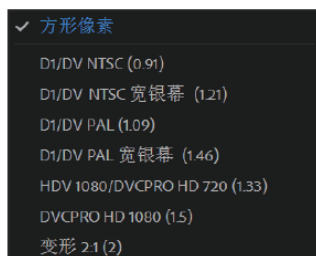 方形像素
D1/DV NTSC (0.91)
D1/DV NTSC 宽银幕 (1.21)
D1/DV PAL (1.09)
D1/DV PAL 宽银幕 (1.46)
HDV 1080/DVCPRO HD 720 (1.33)
DVCPRO HD 1080 (1.5)
变形 2:1 (2)